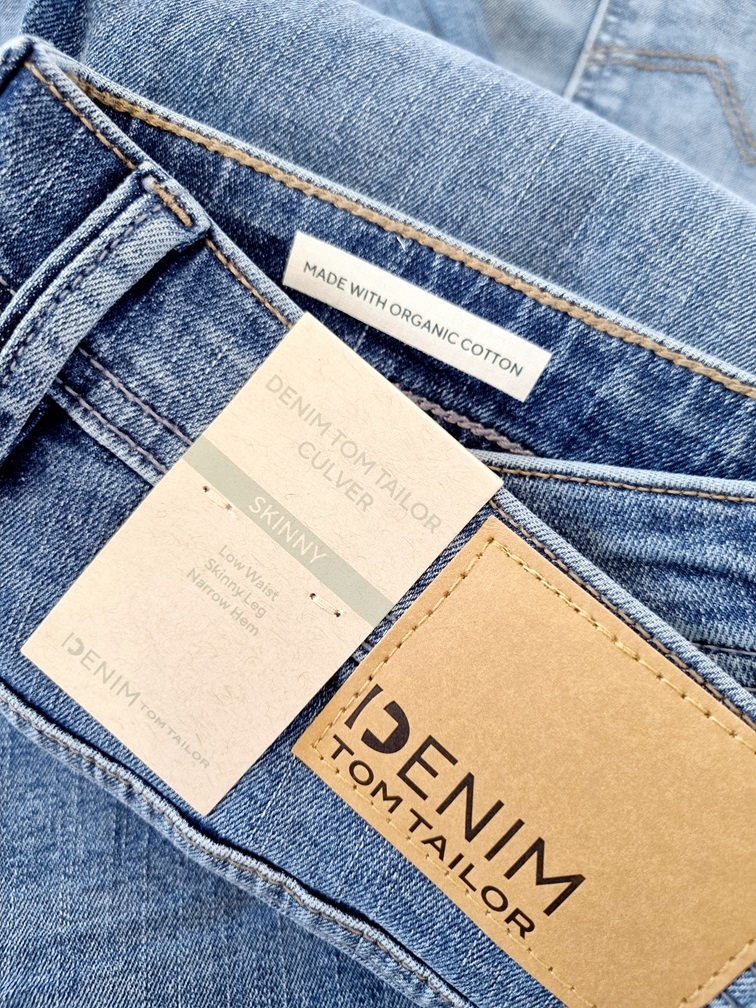 MADE WITH ORGANIC COTTON
DENIM TOM TAILOR
CULVER
SKINNY
Low Waist
Skinny Leg
Narrow Hem
DENIM TOM TAILOR
DENIM
TOM TAILOR